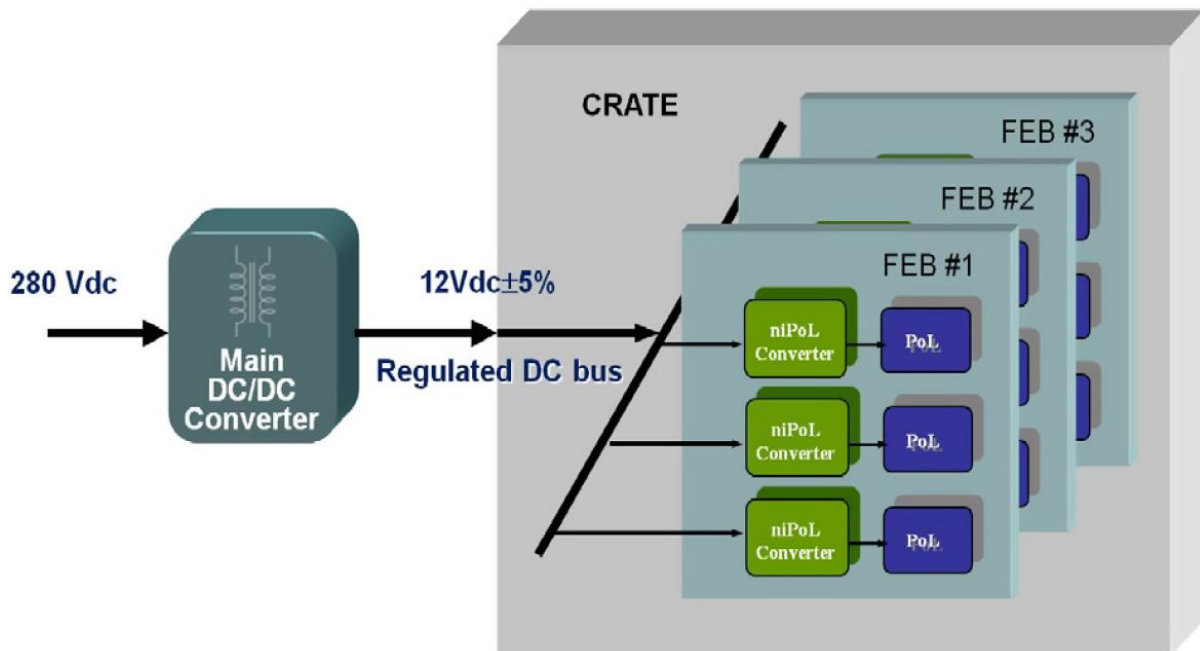 CRATE
FEB #3
FEB #2
FEB #1
280 Vdc
Main
DC/DC
Converter
12Vdc±5%
Regulated DC bus
niPoL
Converter
PoL
niPoL
Converter
PoL
niPoL
Converter
PoL